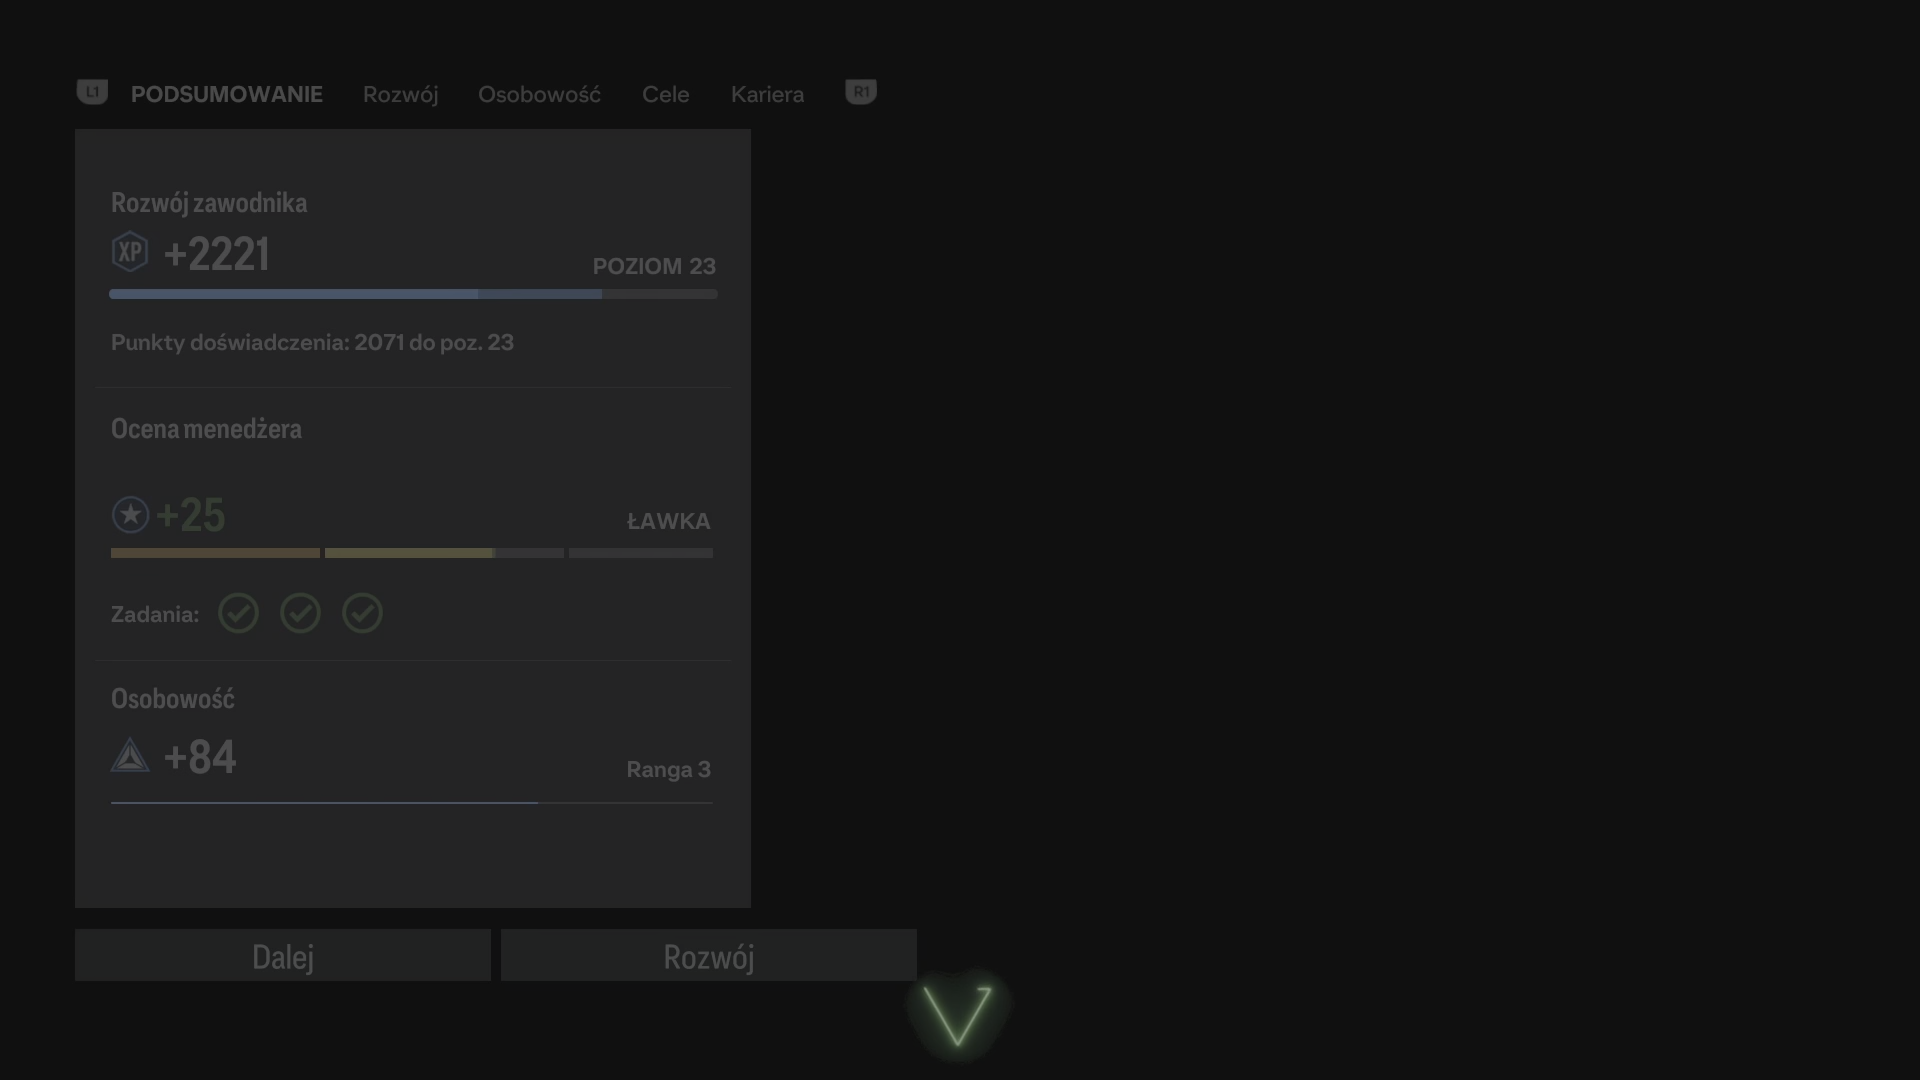 L1 PODSUMOWANIE Rozwój Osobowość Cele Kariera R1
Rozwój zawodnika
XP +2221 POZIOM 23
Punkty doświadczenia: 2071 do poz. 23
Ocena menedżera
+25 ŁAWKA
Zadania:
Osobowość
+84 Ranga 3
Dalej Rozwój